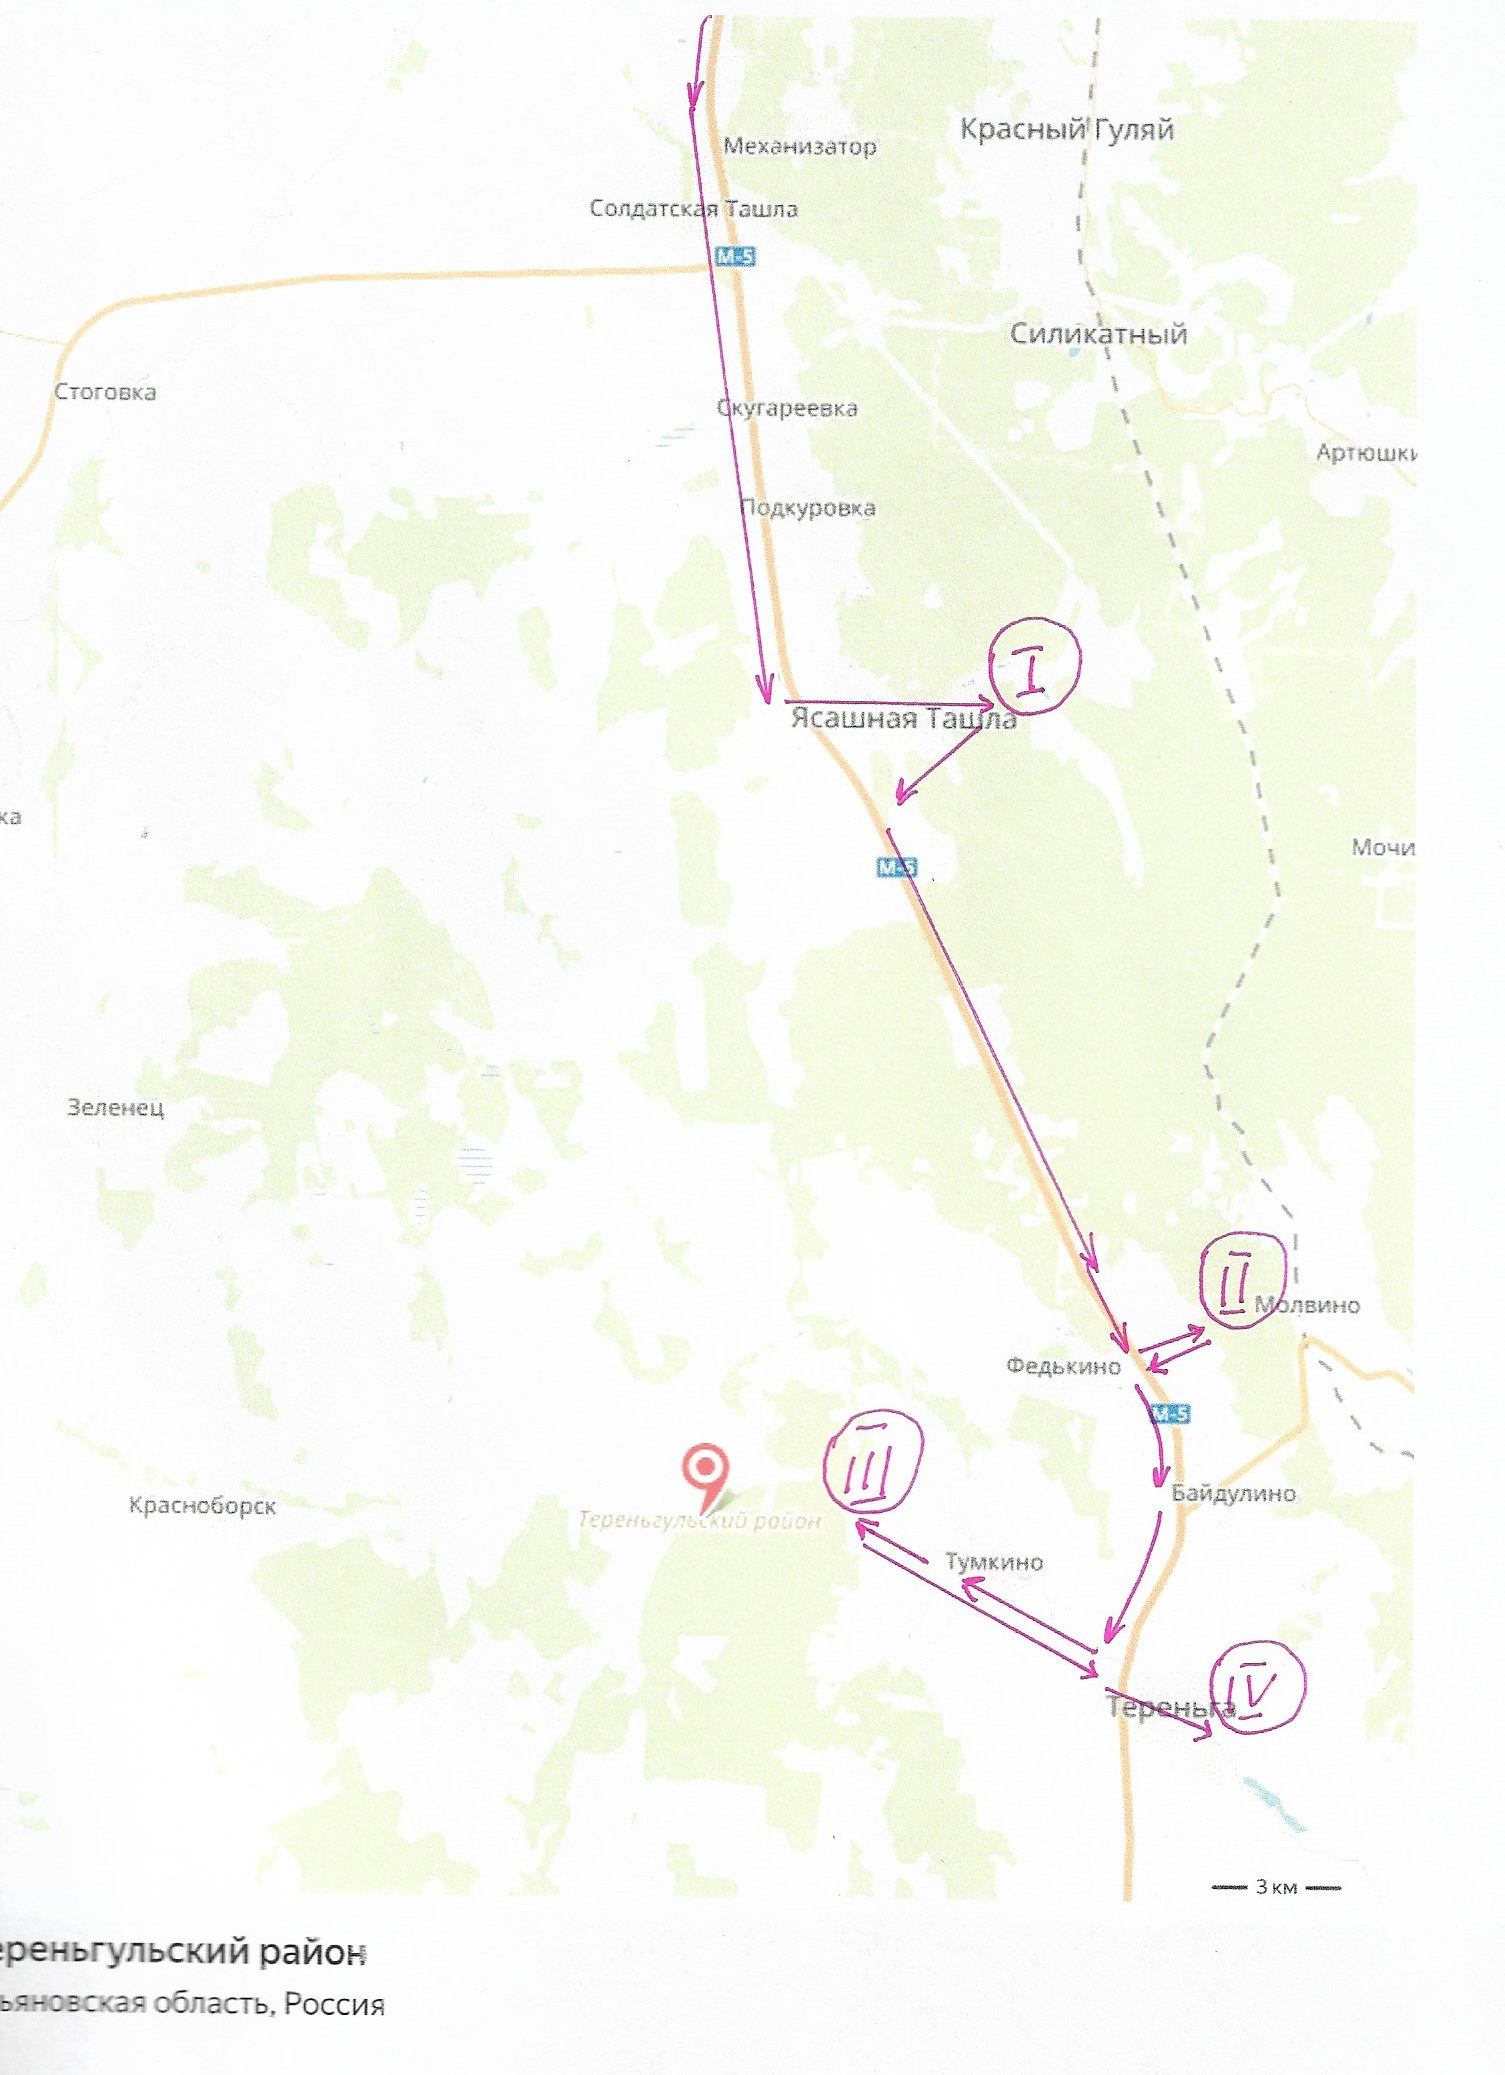 Механизатор
Красный Гуляй
Солдатская Ташла
М-5
Силикатный
Стоговка
Скугареевка
Артюшки
Подкуровка
I
Ясашная Ташла
ка
Мочи
М-5
Зеленец
II
Молвино
Федькино
М-5
III
Байдулино
Красноборск
Тереньгульский район
Тумкино
IV
Тереньга
3 км
ереньгульский район
ьяновская область, Россия